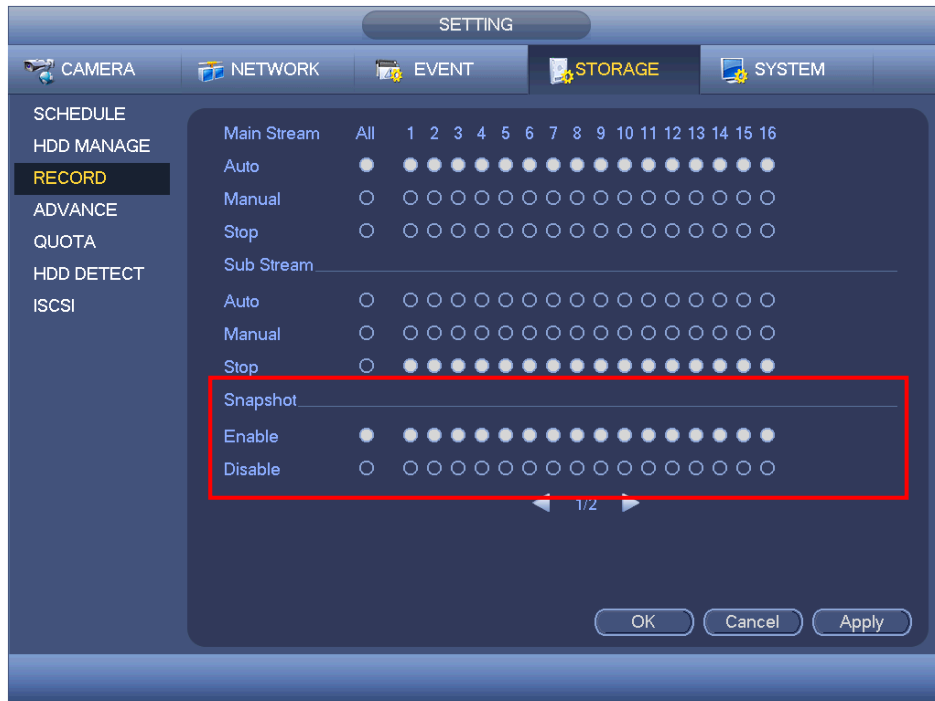 SETTING
CAMERA NETWORK EVENT STORAGE SYSTEM
SCHEDULE
HDD MANAGE
RECORD
ADVANCE
QUOTA
HDD DETECT
ISCSI
Main Stream All 1 2 3 4 5 6 7 8 9 10 11 12 13 14 15 16
Auto
Manual
Stop
Sub Stream
Auto
Manual
Stop
Snapshot
Enable
Disable
1/2
OK Cancel Apply